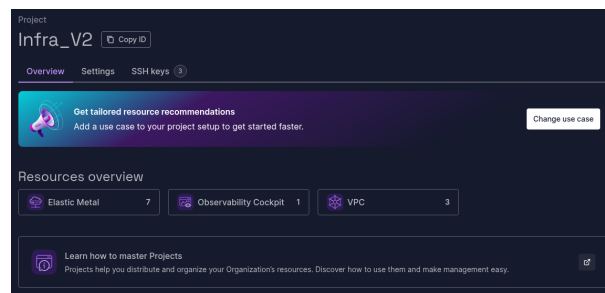 Project
Infra_V2 Copy ID
Overview Settings SSH keys 3
Get tailored resource recommendations
Add a use case to your project setup to get started faster.
Change use case
Resources overview
Elastic Metal 7 Observability Cockpit 1 VPC 3
Learn how to master Projects
Projects help you distribute and organize your Organization's resources. Discover how to use them and make management easy.